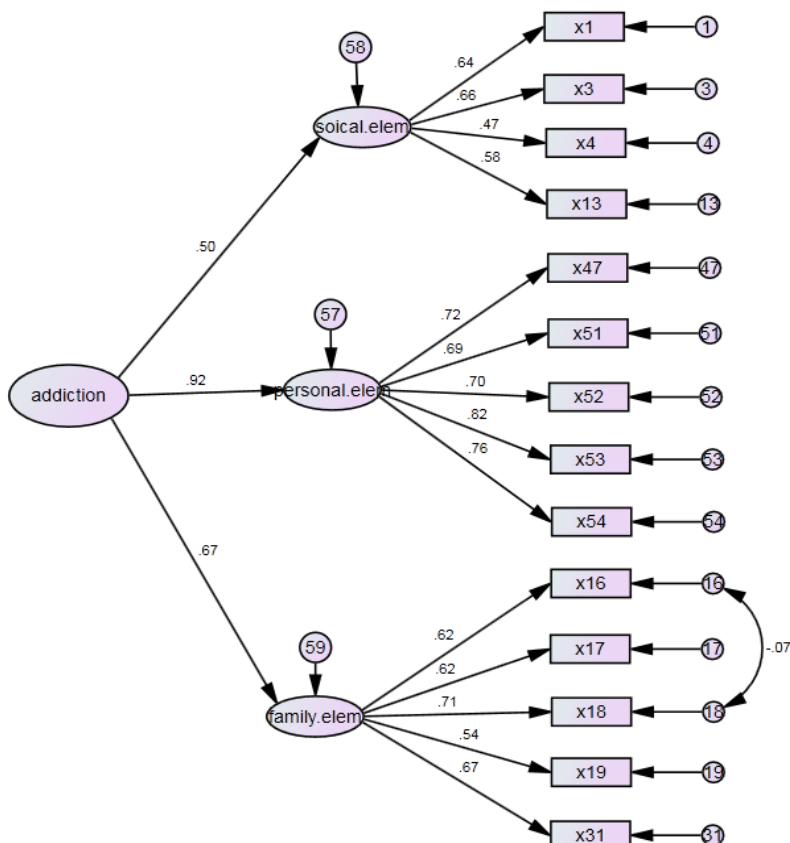 x1
1
58
.64
.66
x3
3
soical.elem
.47
x4
4
.58
x13
13
.50
x47
47
57
.72
.69
x51
51
addiction
.92
personal.elem
.70
x52
52
.82
x53
53
.76
x54
54
.67
x16
16
59
.62
.62
x17
17
-.07
family.elem
.71
x18
18
.54
x19
19
.67
x31
31